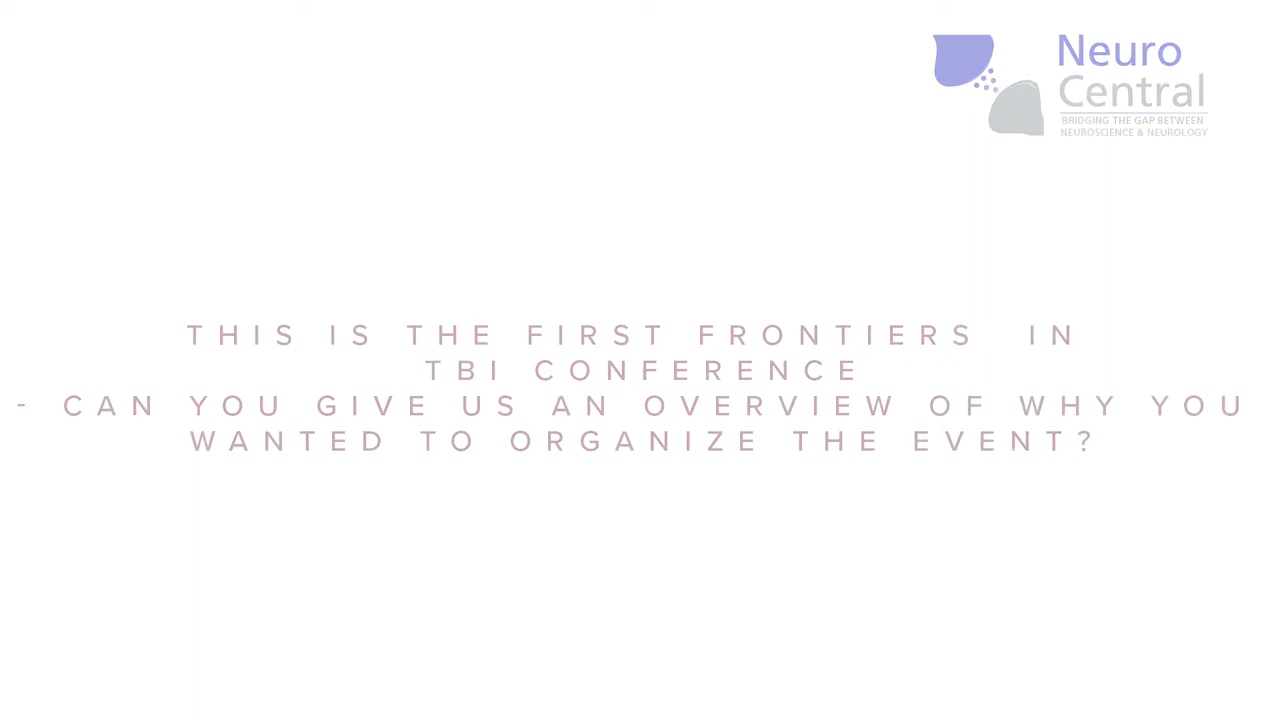 Neuro
Central
BRIDGING THE GAP BETWEEN
NEUROSCIENCE & NEUROLOGY
THIS IS THE FIRST FRONTIERS IN
TBI CONFERENCE
- CAN YOU GIVE US AN OVERVIEW OF WHY YOU
WANTED TO ORGANIZE THE EVENT?